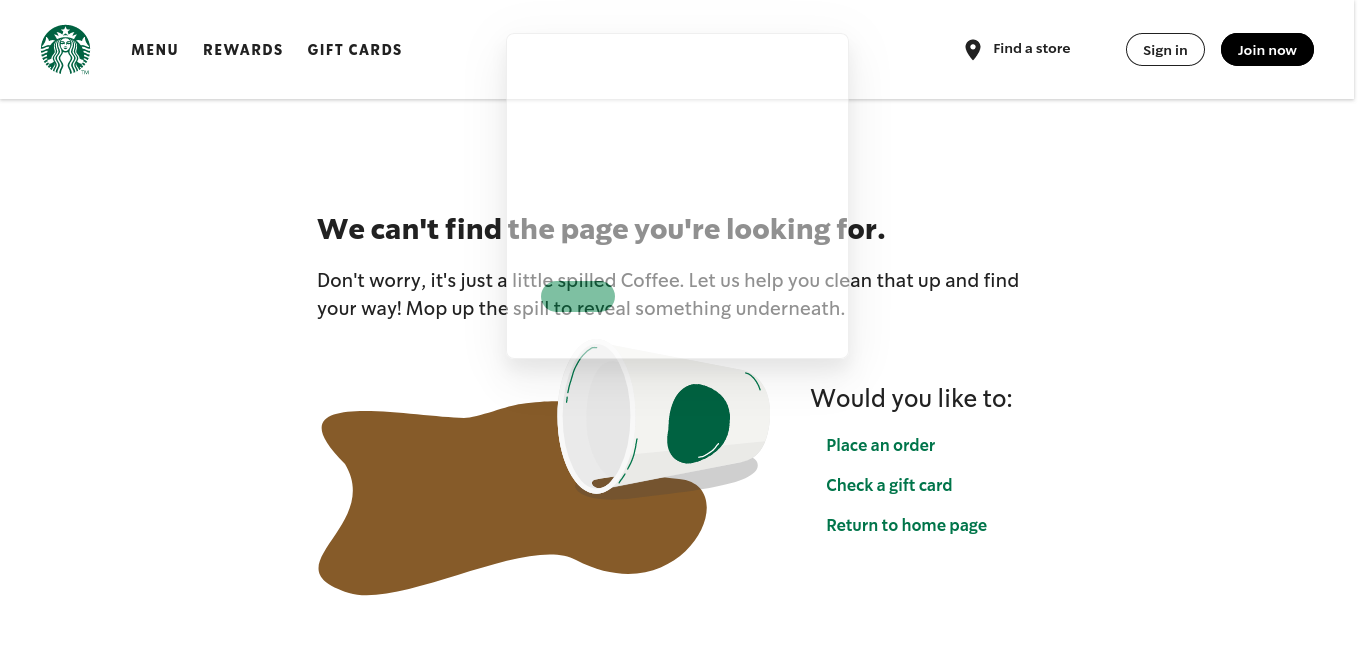 MENU REWARDS GIFT CARDS Find a store Sign in Join now
We can't find the page you're looking for.
Don't worry, it's just a little spilled Coffee. Let us help you clean that up and find
your way! Mop up the spill to reveal something underneath.
Would you like to:
Place an order
Check a gift card
Return to home page